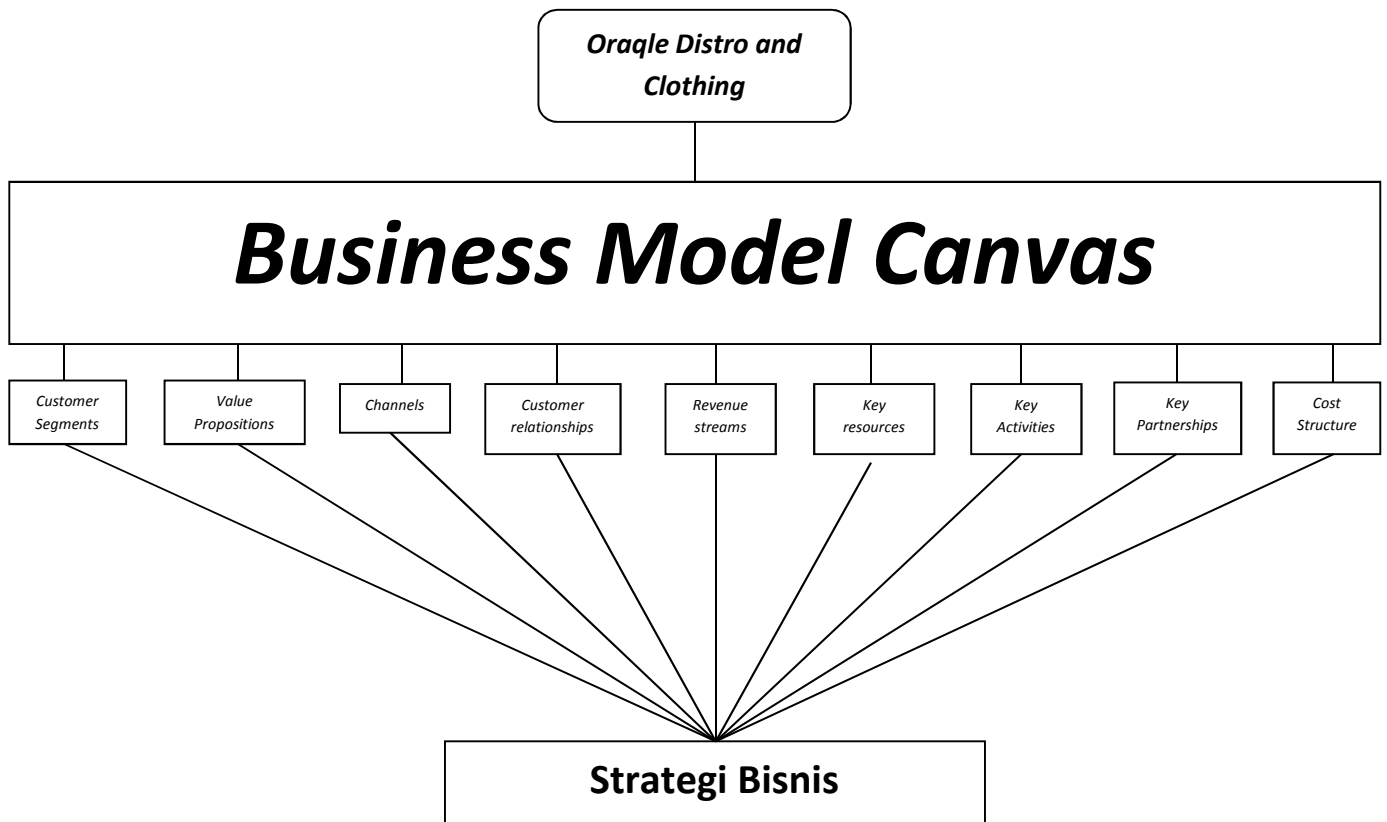 Oraqle Distro and
Clothing
Business Model Canvas
Customer
Segments
Value
Propositions
Channels
Customer
relationships
Revenue
streams
Key
resources
Key
Activities
Key
Partnerships
Cost
Structure
Strategi Bisnis